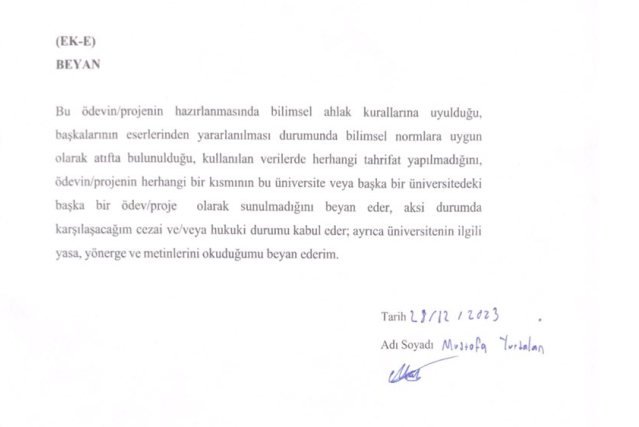 (EK-E)
BEYAN
Bu ödevin/projenin hazırlanmasında bilimsel ahlak kurallarına uyulduğu,
başkalarının eserlerinden yararlanılması durumunda bilimsel normlara uygun
olarak atıfta bulunulduğu, kullanılan verilerde herhangi tahrifat yapılmadığını,
ödevin/projenin herhangi bir kısmının bu üniversite veya başka bir üniversitedeki
başka bir ödev/proje olarak sunulmadığını beyan eder, aksi durumda
karşılaşacağım cezai ve/veya hukuki durumu kabul eder; ayrıca üniversitenin ilgili
yasa, yönerge ve metinlerini okuduğumu beyan ederim.
Tarih /12/2023
Adı Soyadı Mustafa